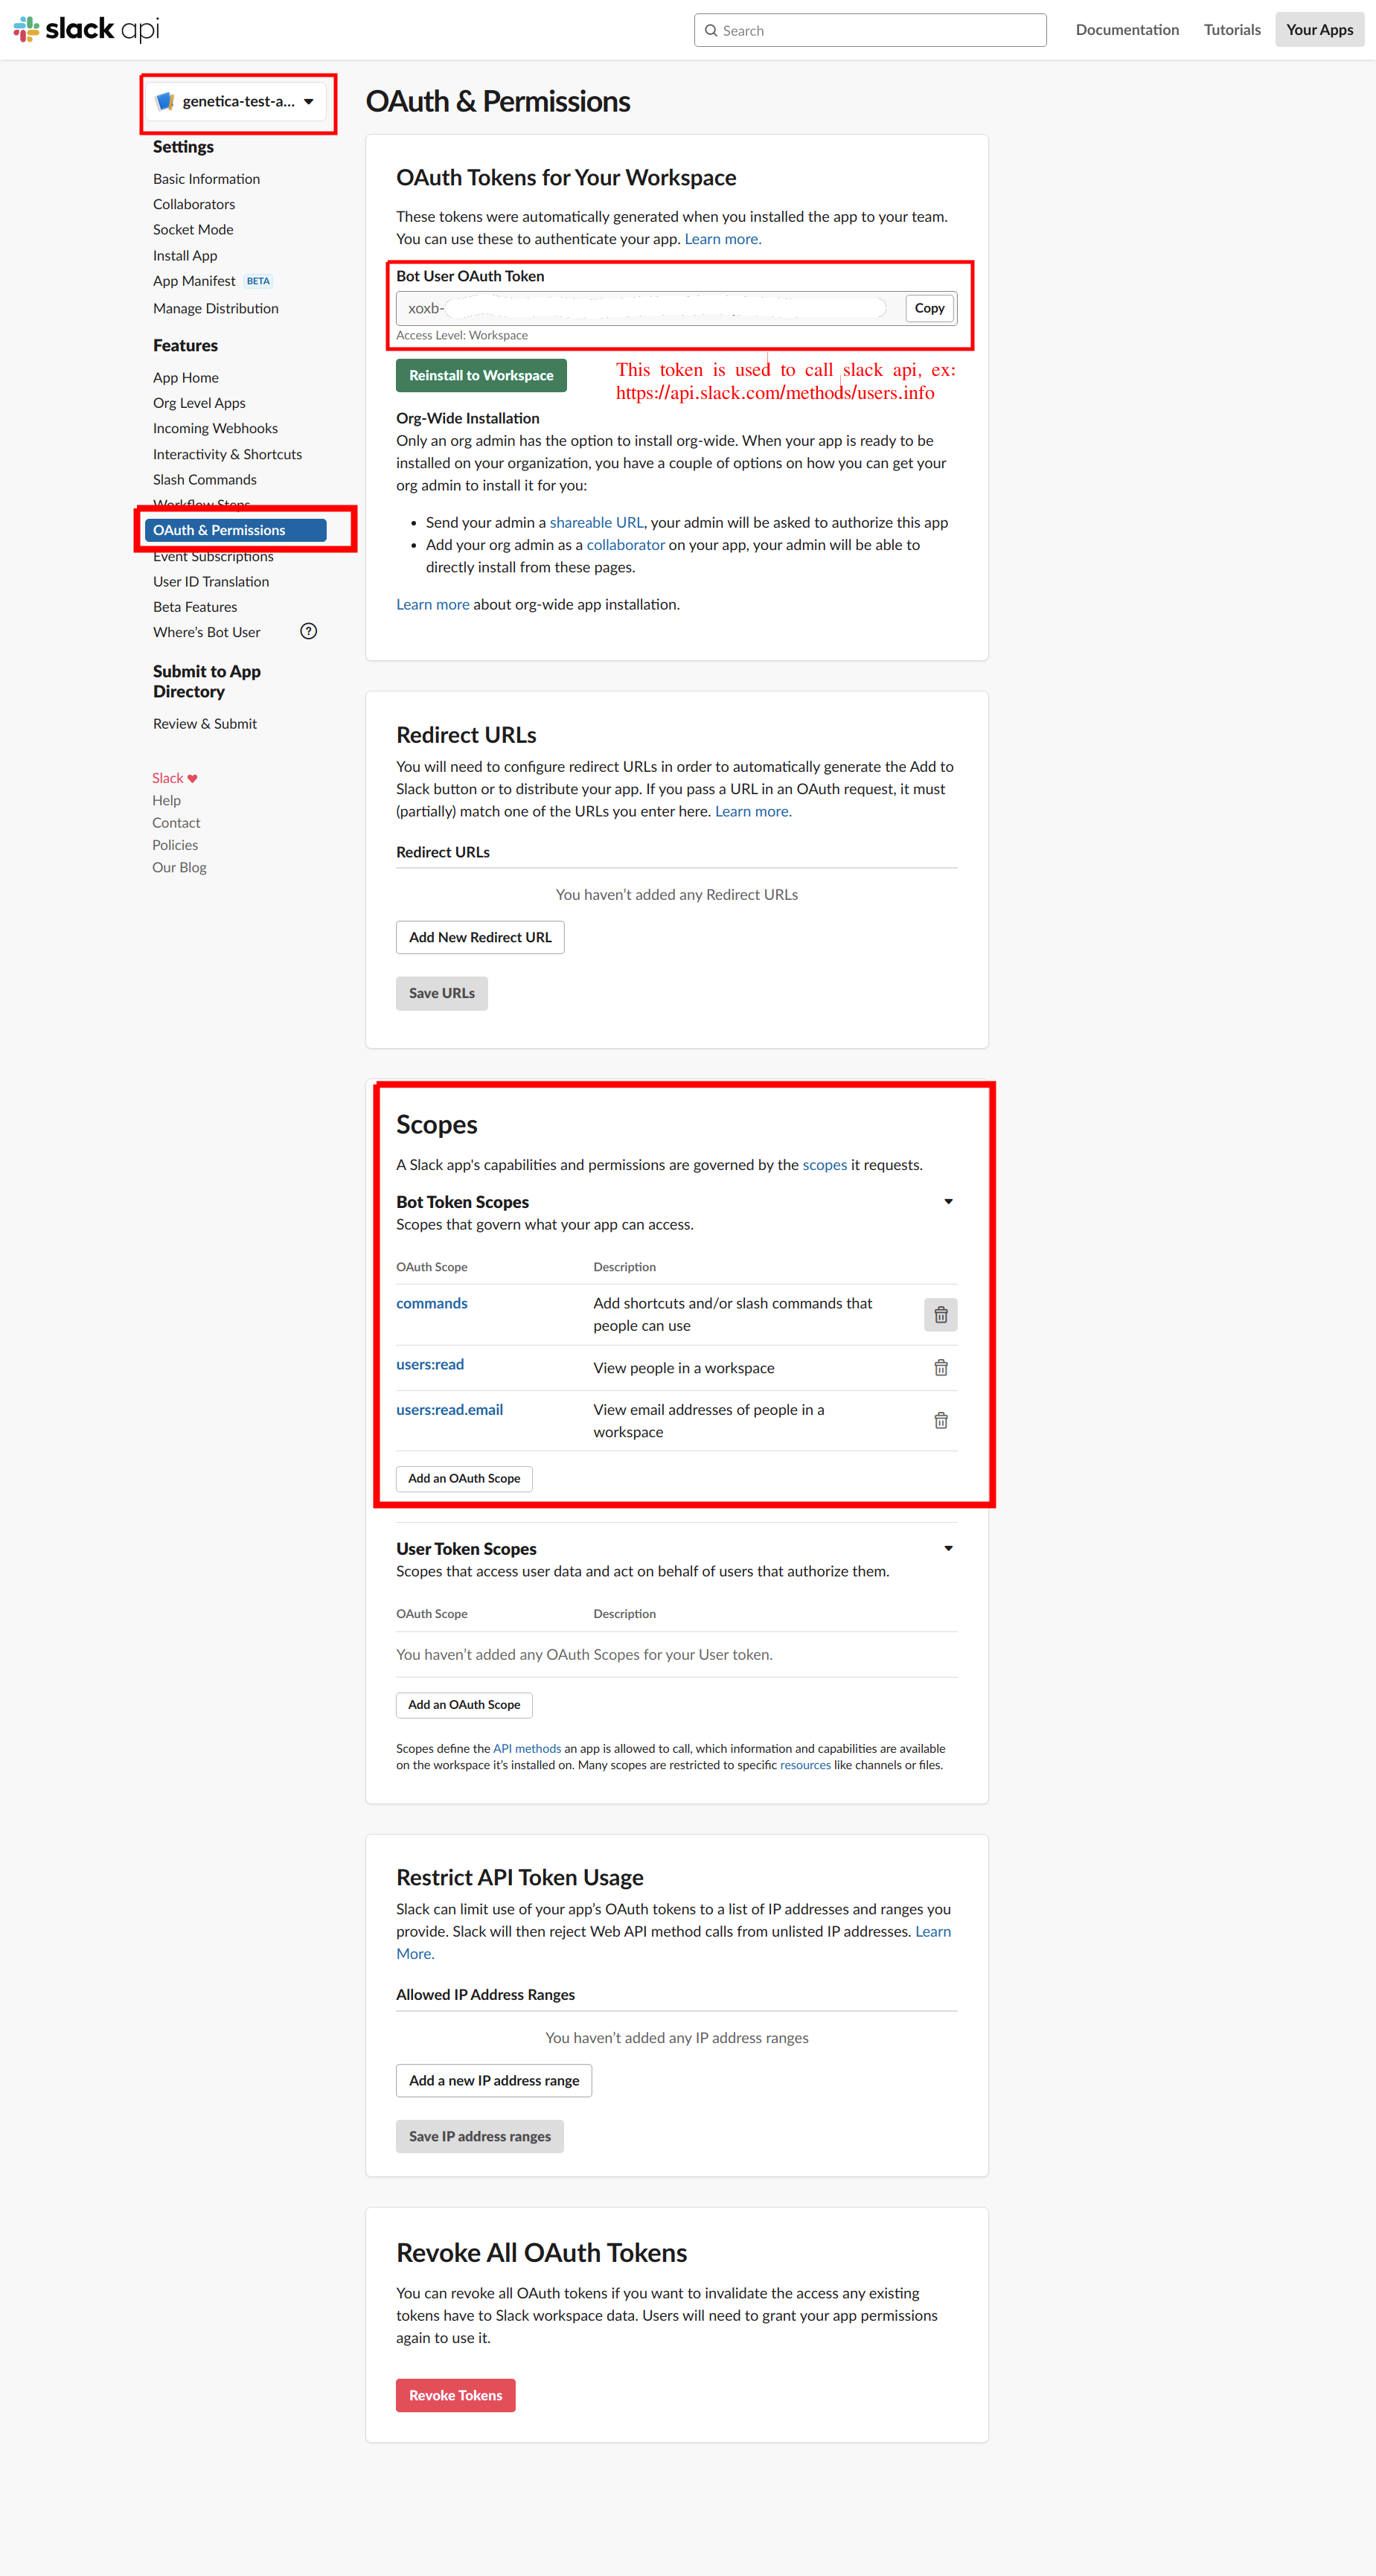 slack api
Search
Documentation
Tutorials
Your Apps
genetica-test-a...
Settings
Basic Information
Collaborators
Socket Mode
Install App
App Manifest BETA
Manage Distribution
Features
App Home
Org Level Apps
Incoming Webhooks
Interactivity & Shortcuts
Slash Commands
Workflow Steps
OAuth & Permissions
Event Subscriptions
User ID Translation
Beta Features
Where's Bot User ?
Submit to App
Directory
Review & Submit
Slack ♥
Help
Contact
Policies
Our Blog
OAuth & Permissions
OAuth Tokens for Your Workspace
These tokens were automatically generated when you installed the app to your team.
You can use these to authenticate your app. Learn more.
Bot User OAuth Token
xoxb-
Copy
Access Level: Workspace
Reinstall to Workspace
This token is used to call slack api, ex:
https://api.slack.com/methods/users.info
Org-Wide Installation
Only an org admin has the option to install org-wide. When your app is ready to be
installed on your organization, you have a couple of options on how you can get your
org admin to install it for you:
• Send your admin a shareable URL, your admin will be asked to authorize this app
• Add your org admin as a collaborator on your app, your admin will be able to
directly install from these pages.
Learn more about org-wide app installation.
Redirect URLs
You will need to configure redirect URLs in order to automatically generate the Add to
Slack button or to distribute your app. If you pass a URL in an OAuth request, it must
(partially) match one of the URLs you enter here. Learn more.
Redirect URLs
You haven't added any Redirect URLs
Add New Redirect URL
Save URLs
Scopes
A Slack app's capabilities and permissions are governed by the scopes it requests.
Bot Token Scopes
Scopes that govern what your app can access.
OAuth Scope Description
commands Add shortcuts and/or slash commands that
people can use
users:read View people in a workspace
users:read.email View email addresses of people in a
workspace
Add an OAuth Scope
User Token Scopes
Scopes that access user data and act on behalf of users that authorize them.
OAuth Scope Description
You haven't added any OAuth Scopes for your User token.
Add an OAuth Scope
Scopes define the API methods an app is allowed to call, which information and capabilities are available
on the workspace it's installed on. Many scopes are restricted to specific resources like channels or files.
Restrict API Token Usage
Slack can limit use of your app's OAuth tokens to a list of IP addresses and ranges you
provide. Slack will then reject Web API method calls from unlisted IP addresses. Learn
More.
Allowed IP Address Ranges
You haven't added any IP address ranges
Add a new IP address range
Save IP address ranges
Revoke All OAuth Tokens
You can revoke all OAuth tokens if you want to invalidate the access any existing
tokens have to Slack workspace data. Users will need to grant your app permissions
again to use it.
Revoke Tokens